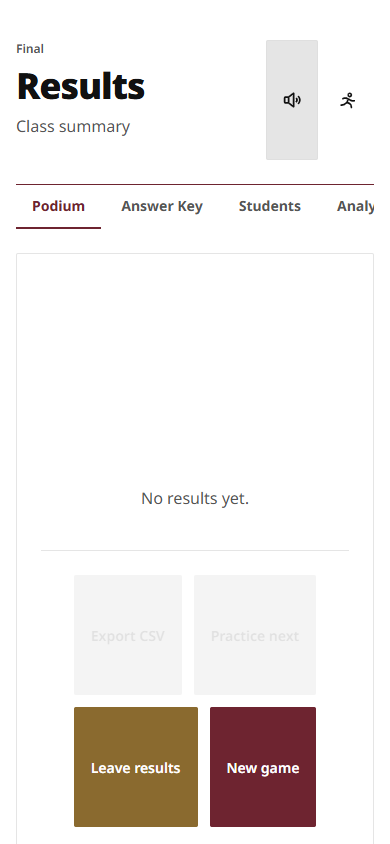 Final
Results
Class summary
Podium Answer Key Students Analy
No results yet.
Export CSV Practice next
Leave results New game